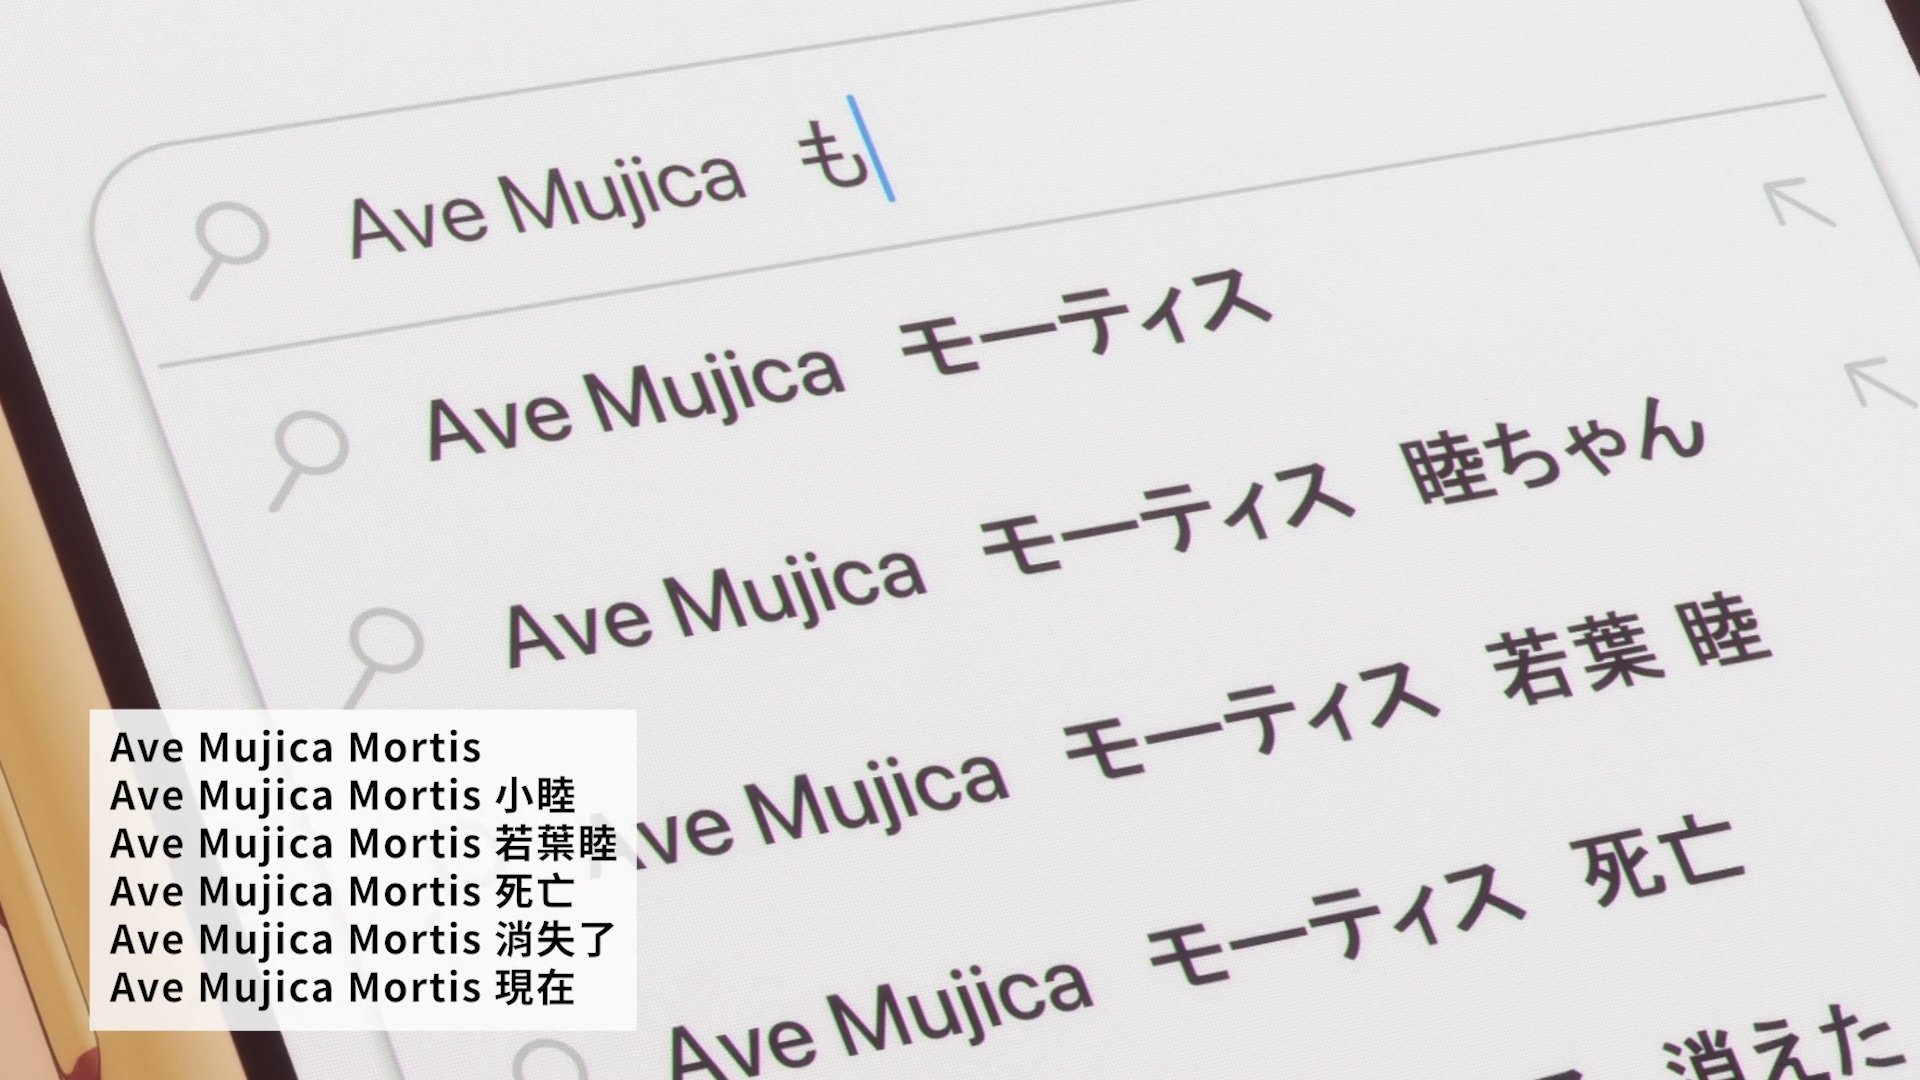 Ave Mujica も
Ave Mujica モーティス
Ave Mujica モーティス 睦ちゃん
Ave Mujica モーティス 若葉 睦
Ave Mujica モーティス 死亡
消えた
Ave Mujica Mortis
Ave Mujica Mortis 小睦
Ave Mujica Mortis 若葉睦
Ave Mujica Mortis 死亡
Ave Mujica Mortis 消失了
Ave Mujica Mortis 現在